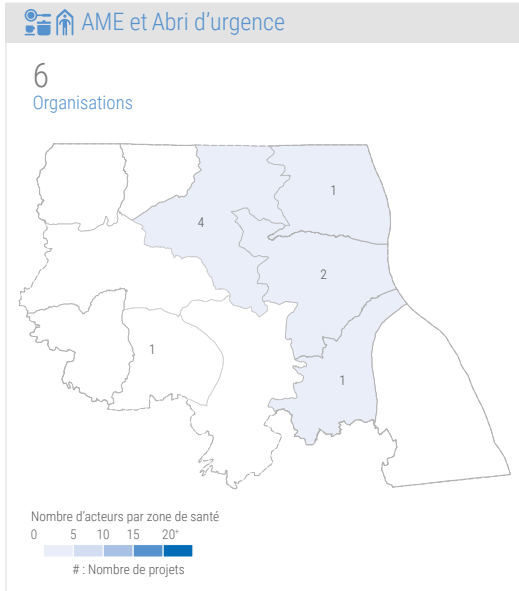 AME et Abri d’urgence
6
Organisations
1
4
2
1
1
Nombre d’acteurs par zone de santé
0 5 10 15 20⁺
# : Nombre de projets